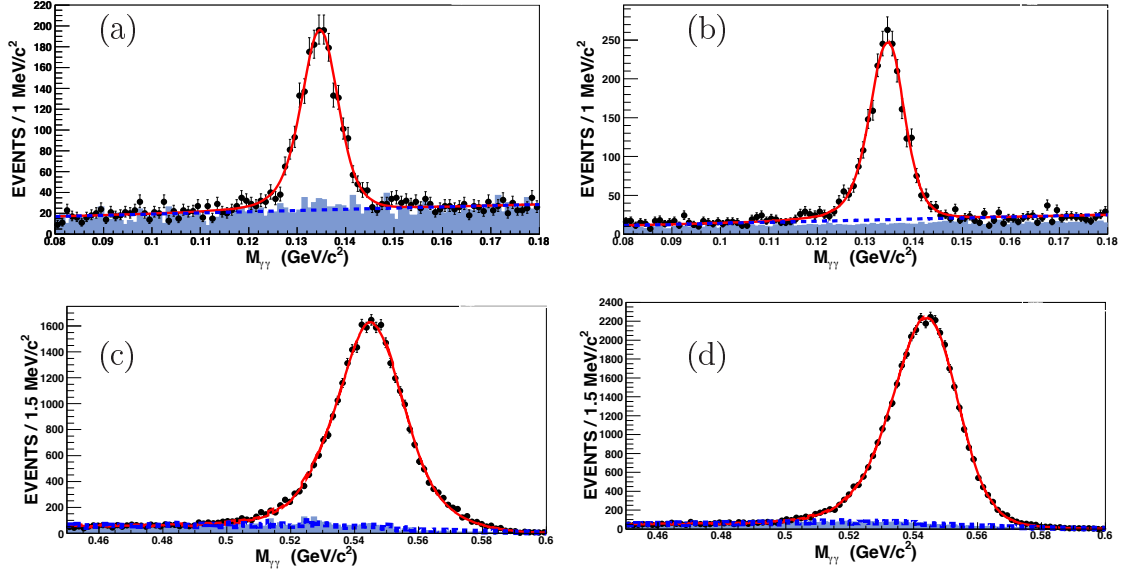 (a)
EVENTS / 1 MeV/c²
220
200
180
160
140
120
100
80
60
40
20
0
0.08 0.09 0.1 0.11 0.12 0.13 0.14 0.15 0.16 0.17 0.18
M_γγ (GeV/c²)
(b)
EVENTS / 1 MeV/c²
250
200
150
100
50
0
0.08 0.09 0.1 0.11 0.12 0.13 0.14 0.15 0.16 0.17 0.18
M_γγ (GeV/c²)
(c)
EVENTS / 1.5 MeV/c²
1600
1400
1200
1000
800
600
400
200
0
0.46 0.48 0.5 0.52 0.54 0.56 0.58 0.6
M_γγ (GeV/c²)
(d)
EVENTS / 1.5 MeV/c²
2400
2200
2000
1800
1600
1400
1200
1000
800
600
400
200
0
0.46 0.48 0.5 0.52 0.54 0.56 0.58 0.6
M_γγ (GeV/c²)